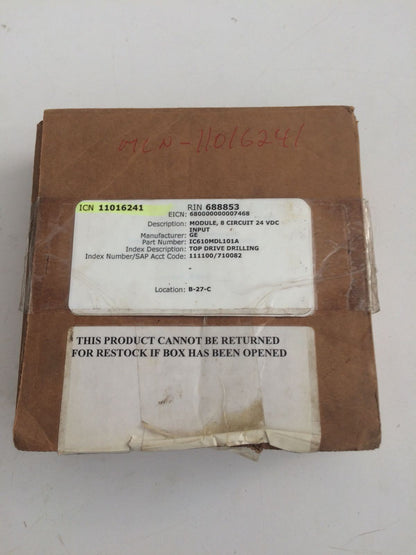 MCN-11016241
ICN 11016241 RIN 688853
EICN: 680000000007468
Description: MODULE, 8 CIRCUIT 24 VDC
INPUT
Manufacturer: GE
Part Number: IC610MDL101A
Index Description: TOP DRIVE DRILLING
Index Number/SAP Acct Code: 111100/710082
Location: B-27-C
THIS PRODUCT CANNOT BE RETURNED
FOR RESTOCK IF BOX HAS BEEN OPENED